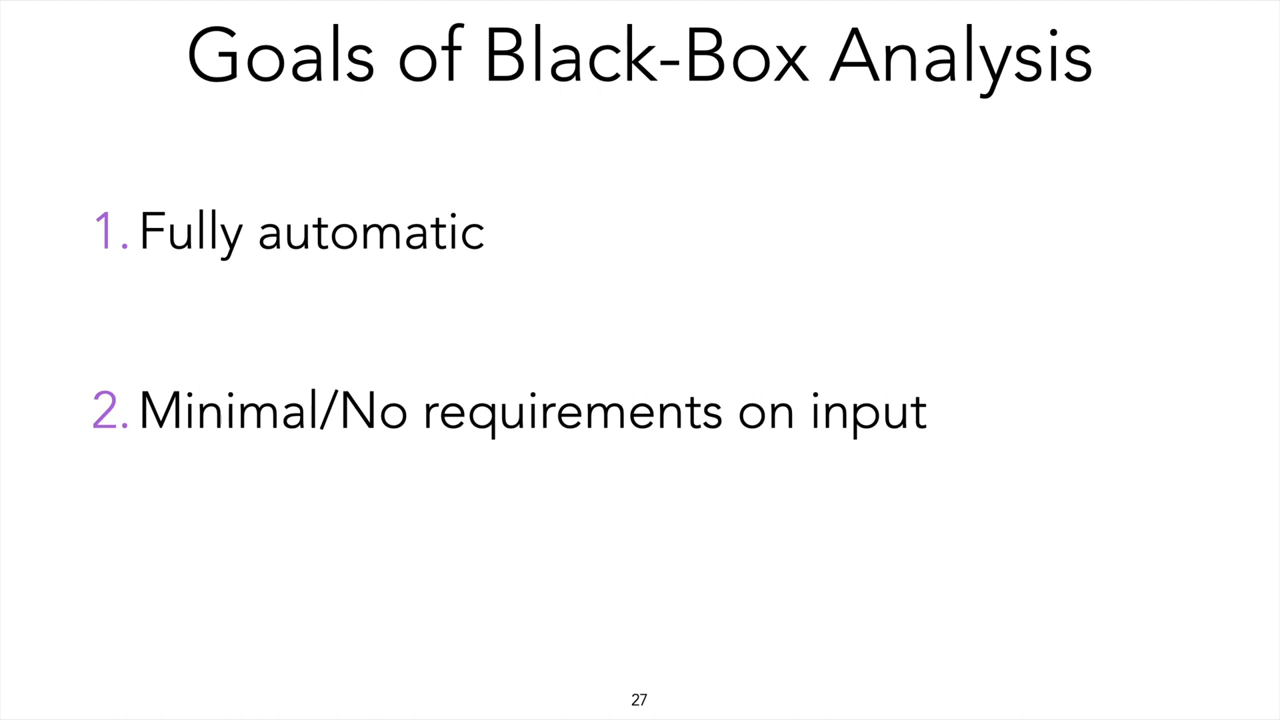 Goals of Black-Box Analysis
1. Fully automatic
2. Minimal/No requirements on input
27